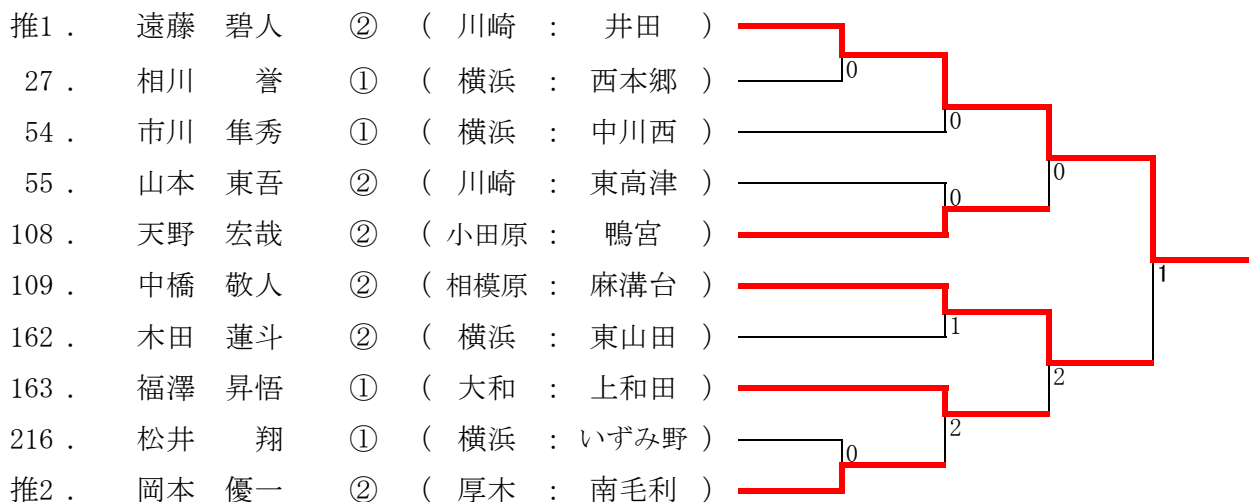 推1 . 遠藤 碧人 ② ( 川崎 : 井田 )
27 . 相川 誉 ① ( 横浜 : 西本郷 ) 0
54 . 市川 隼秀 ① ( 横浜 : 中川西 ) 0
0
55 . 山本 東吾 ② ( 川崎 : 東高津 ) 0
108 . 天野 宏哉 ② ( 小田原 : 鴨宮 )
1
109 . 中橋 敬人 ② ( 相模原 : 麻溝台 )
162 . 木田 蓮斗 ② ( 横浜 : 東山田 ) 1
2
163 . 福澤 昇悟 ① ( 大和 : 上和田 )
2
216 . 松井 翔 ① ( 横浜 : いずみ野 ) 0
推2 . 岡本 優一 ② ( 厚木 : 南毛利 )